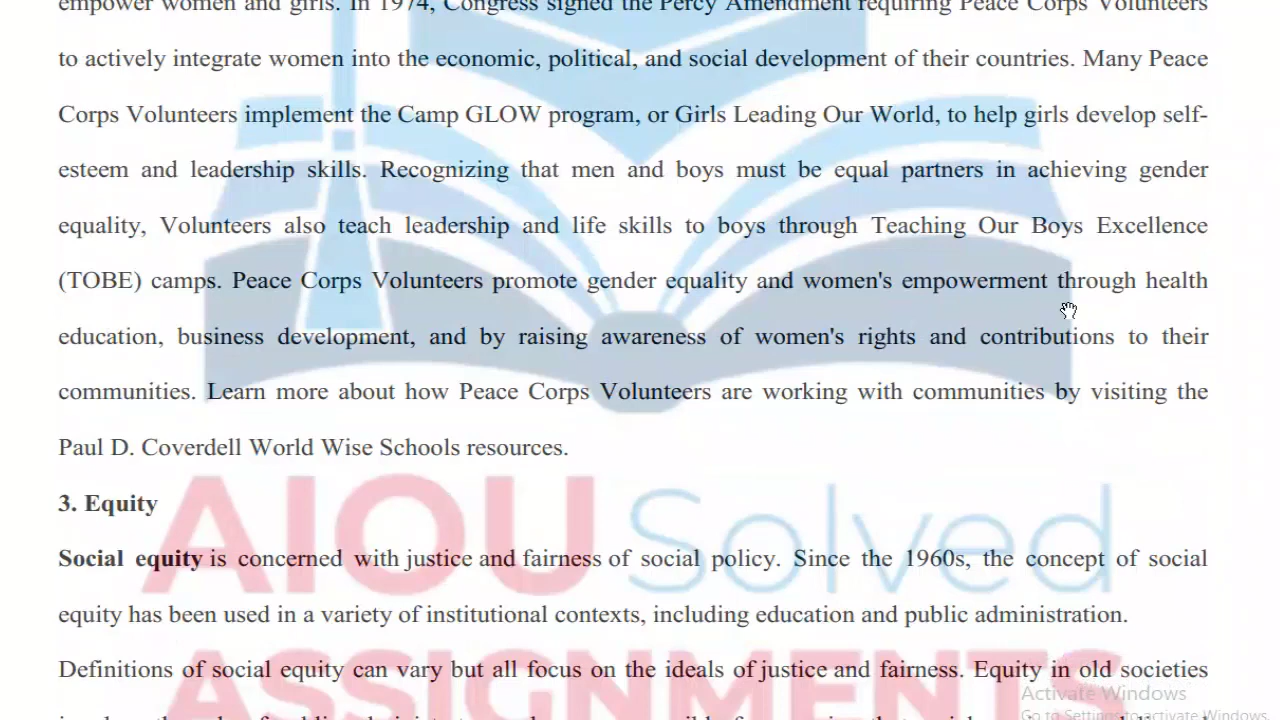 empower women and girls. In 1974, Congress signed the Percy Amendment requiring Peace Corps Volunteers
to actively integrate women into the economic, political, and social development of their countries. Many Peace
Corps Volunteers implement the Camp GLOW program, or Girls Leading Our World, to help girls develop self-
esteem and leadership skills. Recognizing that men and boys must be equal partners in achieving gender
equality, Volunteers also teach leadership and life skills to boys through Teaching Our Boys Excellence
(TOBE) camps. Peace Corps Volunteers promote gender equality and women's empowerment through health
education, business development, and by raising awareness of women's rights and contributions to their
communities. Learn more about how Peace Corps Volunteers are working with communities by visiting the
Paul D. Coverdell World Wise Schools resources.
3. Equity
AIOU Solved
Social equity is concerned with justice and fairness of social policy. Since the 1960s, the concept of social
equity has been used in a variety of institutional contexts, including education and public administration.
Definitions of social equity can vary but all focus on the ideals of justice and fairness. Equity in old societies
ASSIGNMENTS
Activate Windows
Go to Settings to activate Windows.